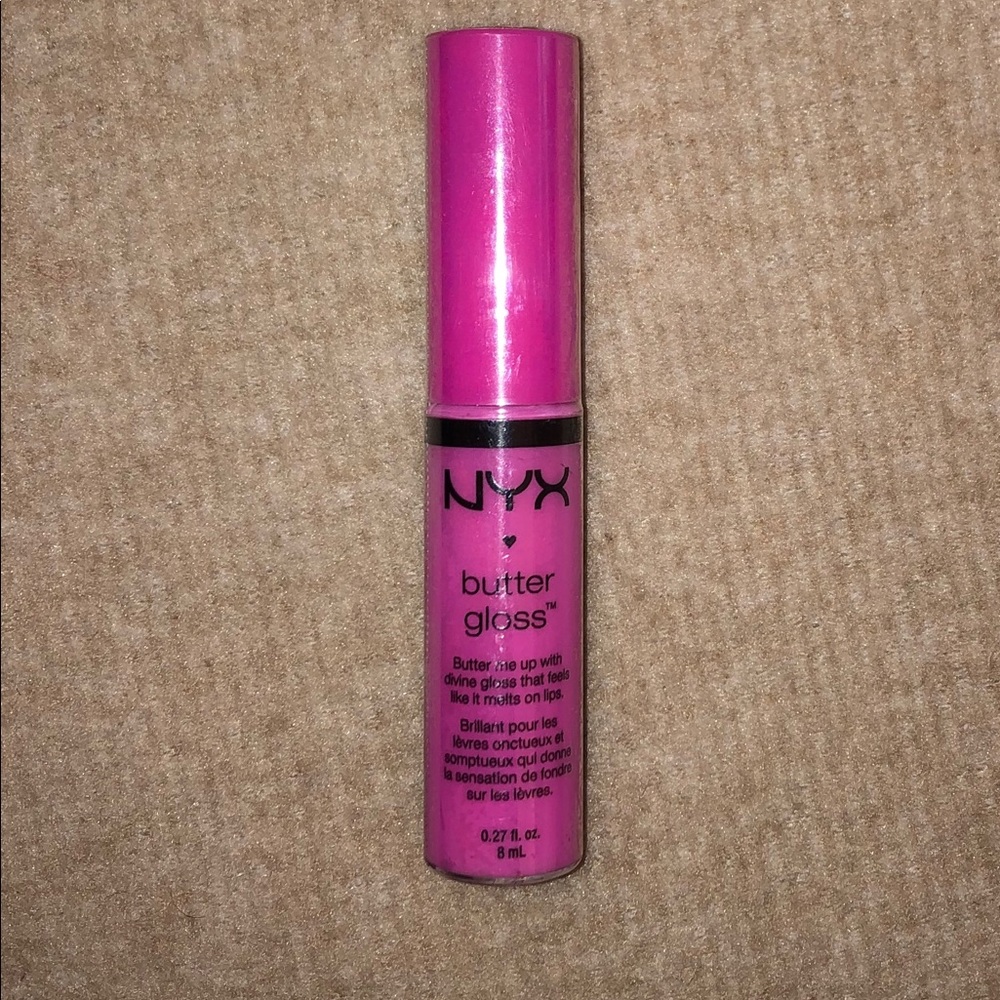 NYX
butter
gloss™
Butter me up with
divine gloss that feels
like it melts on lips.
Brillant pour les
lèvres onctueux et
somptueux qui donne
la sensation de fondre
sur les lèvres.
0.27 fl. oz.
8 mL